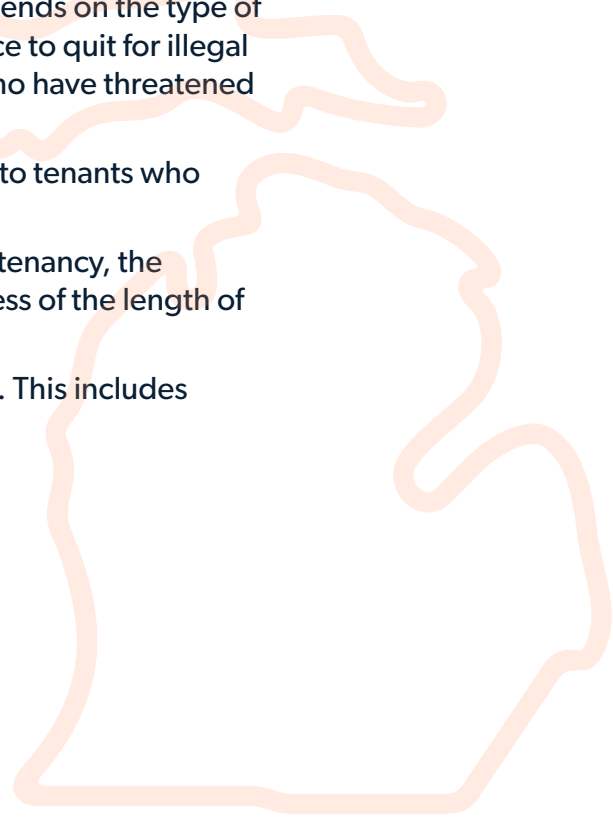 ends on the type of
ce to quit for illegal
ho have threatened
to tenants who
tenancy, the
ess of the length of
. This includes